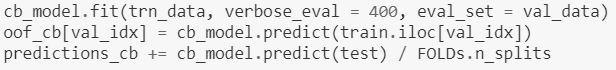 cb_model.fit(trn_data, verbose_eval = 400, eval_set = val_data)
oof_cb[val_idx] = cb_model.predict(train.iloc[val_idx])
predictions_cb += cb_model.predict(test) / FOLDs.n_splits